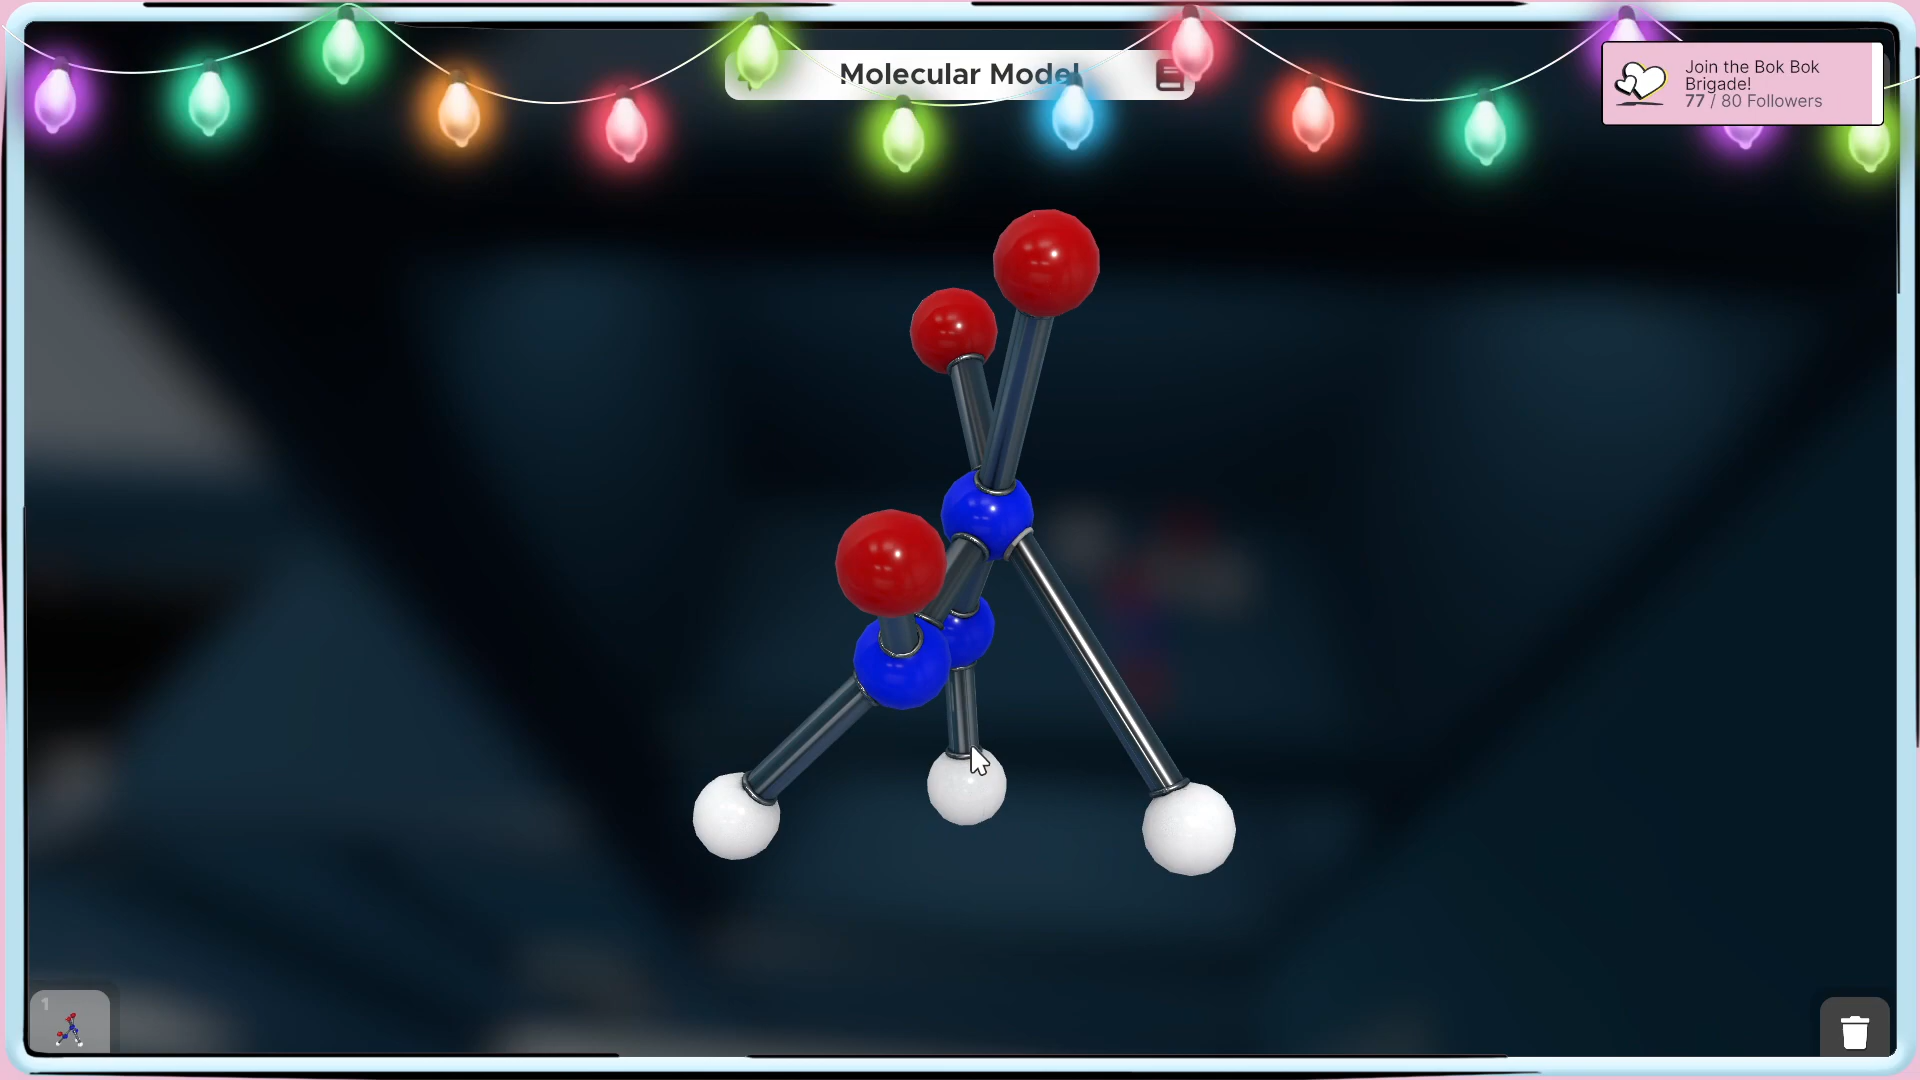 Molecular Model
Join the Bok Bok
Brigade!
77 / 80 Followers
1